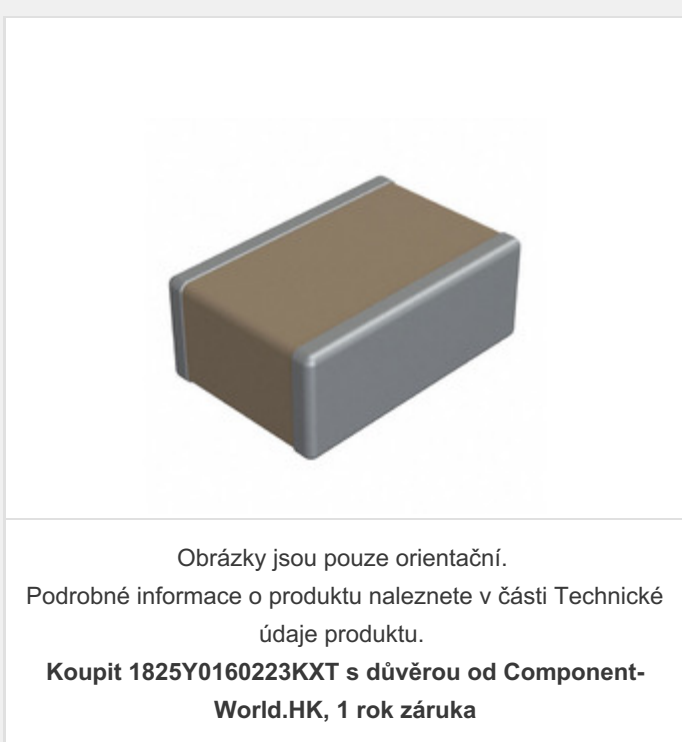 Obrázky jsou pouze orientační.
Podrobné informace o produktu naleznete v části Technické
údaje produktu.
Koupit 1825Y0160223KXT s důvěrou od Component-
World.HK, 1 rok záruka